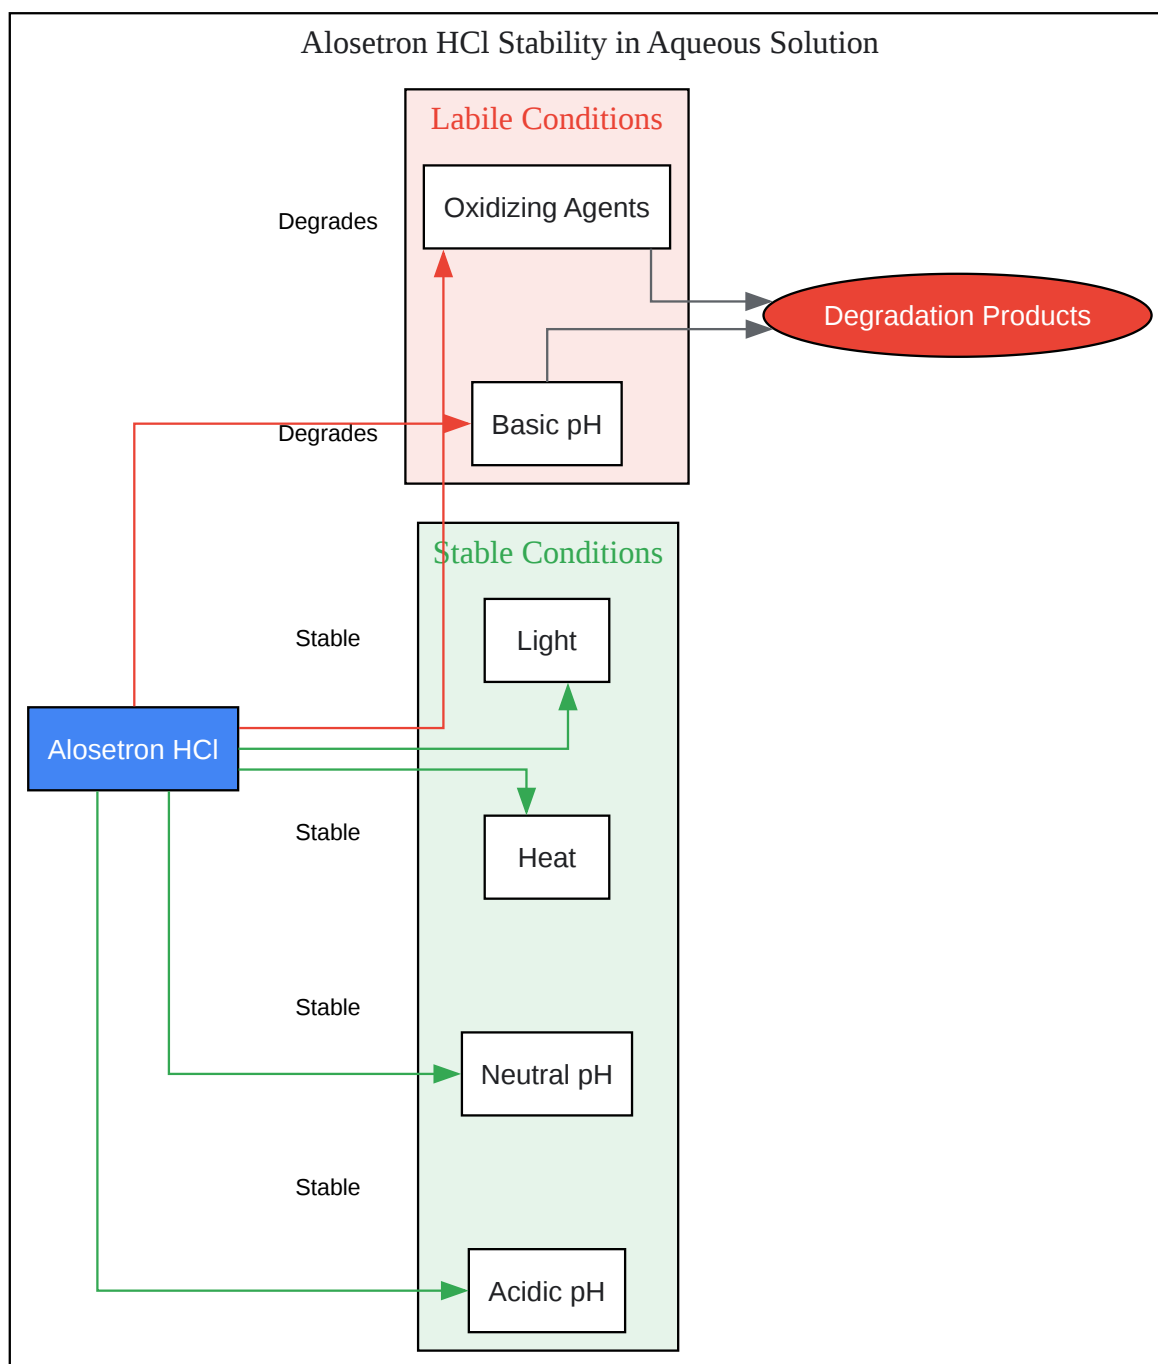 Alosetron HCl Stability in Aqueous Solution
Labile Conditions
Oxidizing Agents
Degrades
Degradation Products
Basic pH
Degrades
Stable Conditions
Light
Stable
Alosetron HCl
Heat
Stable
Stable
Neutral pH
Stable
Acidic pH